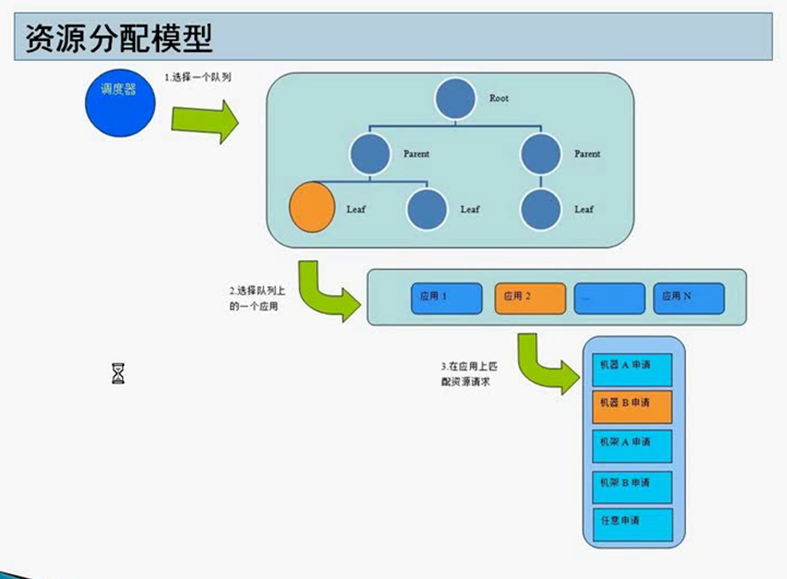 资源分配模型
调度器
1.选择一个队列
Root
Parent
Parent
Leaf
Leaf
Leaf
2.选择队列上
的一个应用
应用 1
应用 2
...
应用 N
3.在应用上匹
配资源请求
机器 A 申请
机器 B 申请
机架 A 申请
机架 B 申请
任意申请